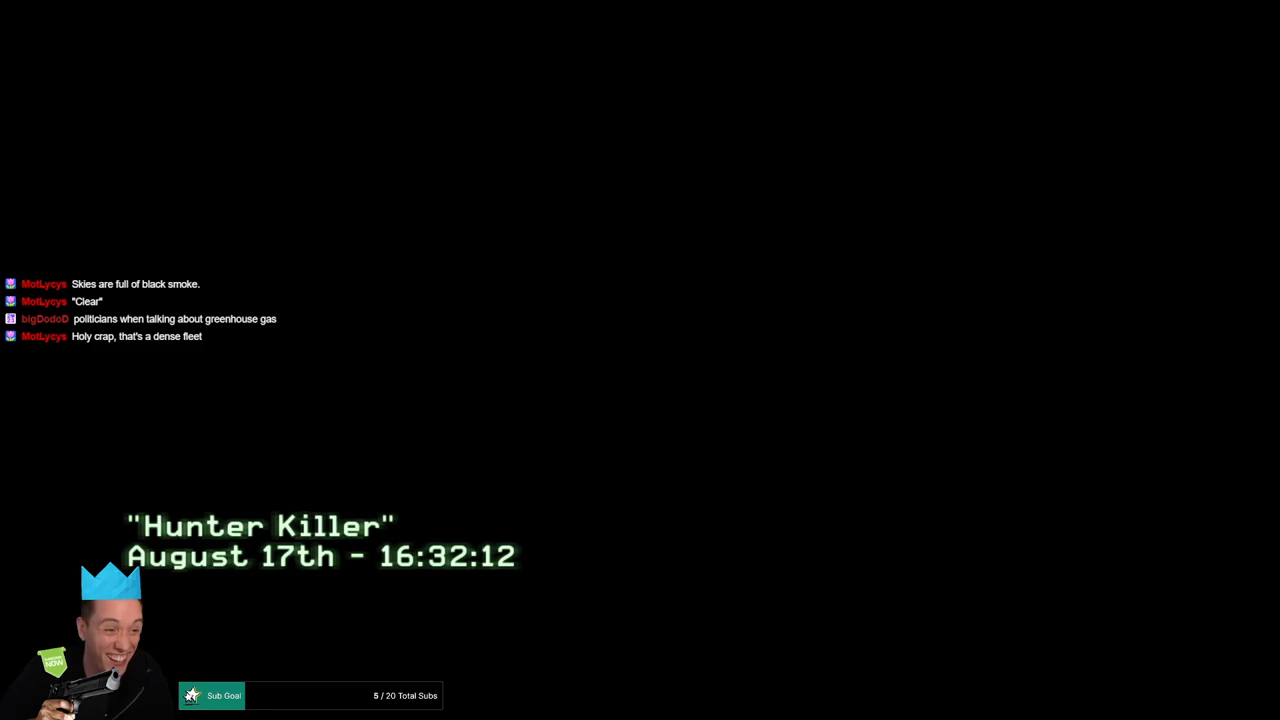 MotLycys Skies are full of black smoke.
MotLycys "Clear"
bigDodoD politicians when talking about greenhouse gas
MotLycys Holy crap, that's a dense fleet
"Hunter Killer"
August 17th - 16:32:12
NOW
Sub Goal 5 / 20 Total Subs